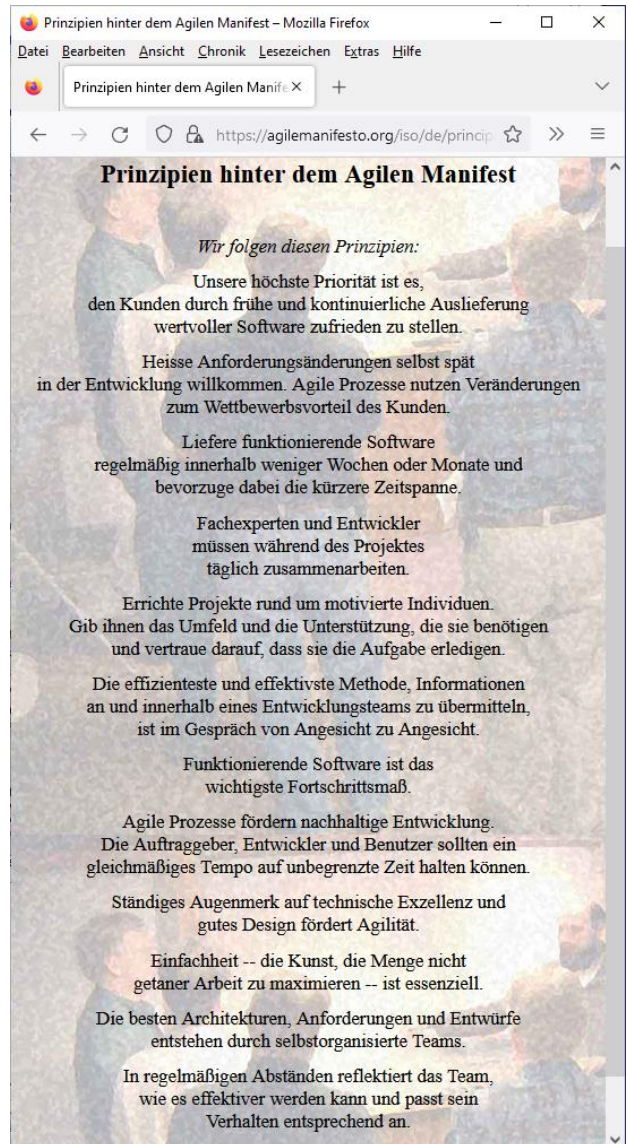 Prinzipien hinter dem Agilen Manifest – Mozilla Firefox
Datei Bearbeiten Ansicht Chronik Lesezeichen Extras Hilfe
Prinzipien hinter dem Agilen Manife
https://agilemanifesto.org/iso/de/princip
Prinzipien hinter dem Agilen Manifest
Wir folgen diesen Prinzipien:
Unsere höchste Priorität ist es,
den Kunden durch frühe und kontinuierliche Auslieferung
wertvoller Software zufrieden zu stellen.
Heisse Anforderungsänderungen selbst spät
in der Entwicklung willkommen. Agile Prozesse nutzen Veränderungen
zum Wettbewerbsvorteil des Kunden.
Liefere funktionierende Software
regelmäßig innerhalb weniger Wochen oder Monate und
bevorzuge dabei die kürzere Zeitspanne.
Fachexperten und Entwickler
müssen während des Projektes
täglich zusammenarbeiten.
Errichte Projekte rund um motivierte Individuen.
Gib ihnen das Umfeld und die Unterstützung, die sie benötigen
und vertraue darauf, dass sie die Aufgabe erledigen.
Die effizienteste und effektivste Methode, Informationen
an und innerhalb eines Entwicklungsteams zu übermitteln,
ist im Gespräch von Angesicht zu Angesicht.
Funktionierende Software ist das
wichtigste Fortschrittsmaß.
Agile Prozesse fördern nachhaltige Entwicklung.
Die Auftraggeber, Entwickler und Benutzer sollten ein
gleichmäßiges Tempo auf unbegrenzte Zeit halten können.
Ständiges Augenmerk auf technische Exzellenz und
gutes Design fördert Agilität.
Einfachheit -- die Kunst, die Menge nicht
getaner Arbeit zu maximieren -- ist essenziell.
Die besten Architekturen, Anforderungen und Entwürfe
entstehen durch selbstorganisierte Teams.
In regelmäßigen Abständen reflektiert das Team,
wie es effektiver werden kann und passt sein
Verhalten entsprechend an.